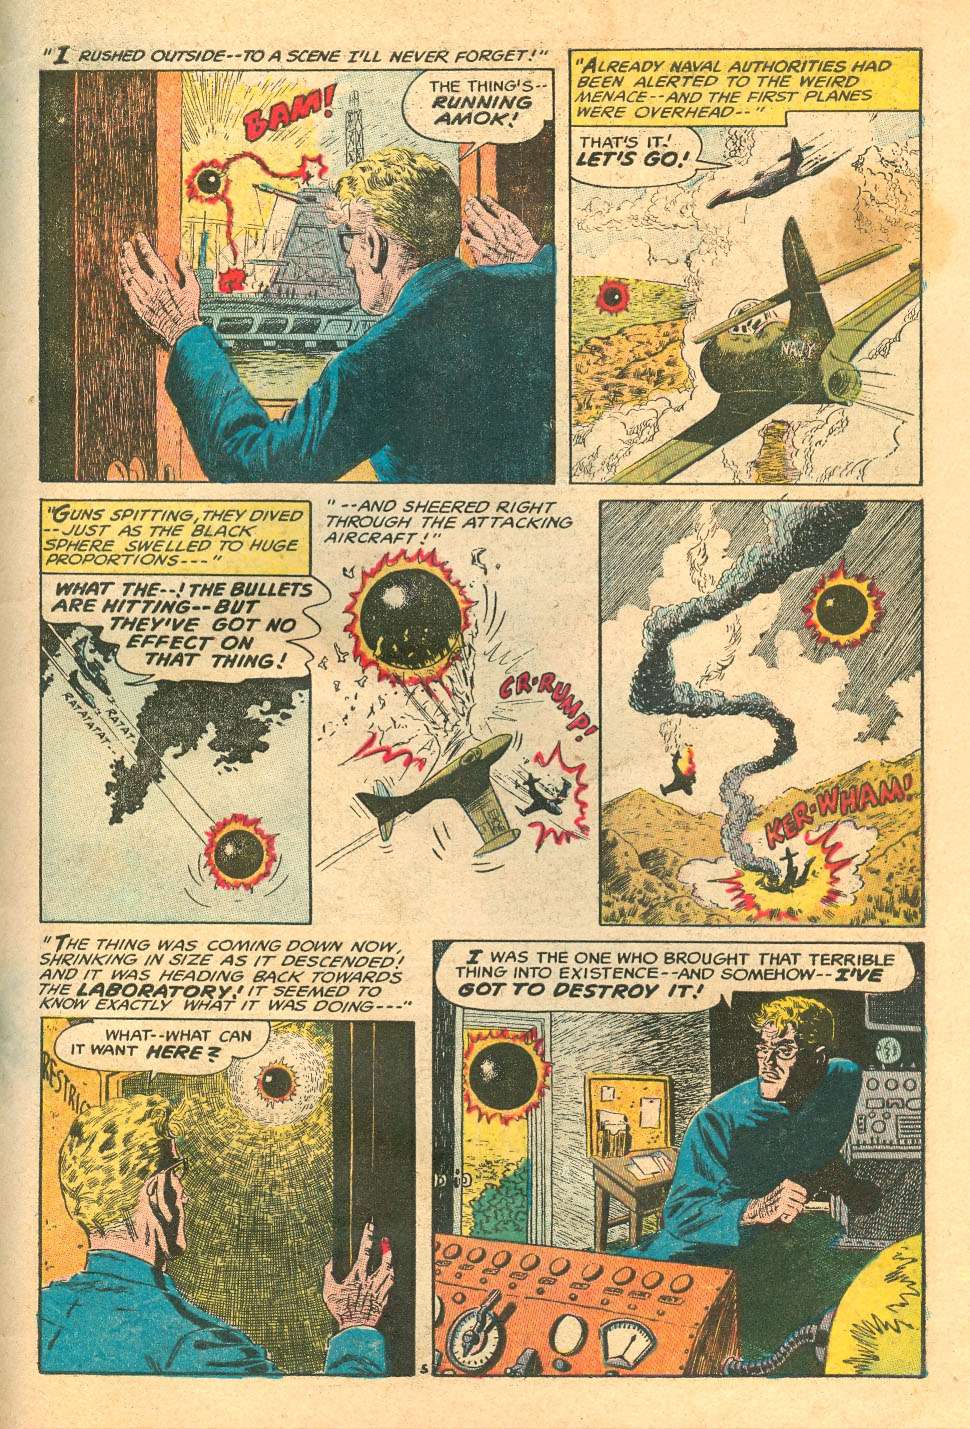 "I RUSHED OUTSIDE--TO A SCENE I'LL NEVER FORGET!"
THE THING'S--
RUNNING
AMOK!
BAM!
"ALREADY NAVAL AUTHORITIES HAD
BEEN ALERTED TO THE WEIRD
MENACE--AND THE FIRST PLANES
WERE OVERHEAD--"
THAT'S IT!
LET'S GO!
NAVY
"GUNS SPITTING, THEY DIVED
--JUST AS THE BLACK
SPHERE SWELLED TO HUGE
PROPORTIONS---"
WHAT THE--! THE BULLETS
ARE HITTING--BUT
THEY'VE GOT NO
EFFECT ON
THAT THING!
RATATATAT-
RATAT-
"--AND SHEERED RIGHT
THROUGH THE ATTACKING
AIRCRAFT!"
CR-RUMP!
KER-WHAM!
"THE THING WAS COMING DOWN NOW,
SHRINKING IN SIZE AS IT DESCENDED!
AND IT WAS HEADING BACK TOWARDS
THE LABORATORY! IT SEEMED TO
KNOW EXACTLY WHAT IT WAS DOING---"
WHAT--WHAT CAN
IT WANT HERE?
RESTRIC
I WAS THE ONE WHO BROUGHT THAT TERRIBLE
THING INTO EXISTENCE--AND SOMEHOW--I'VE
GOT TO DESTROY IT!
5